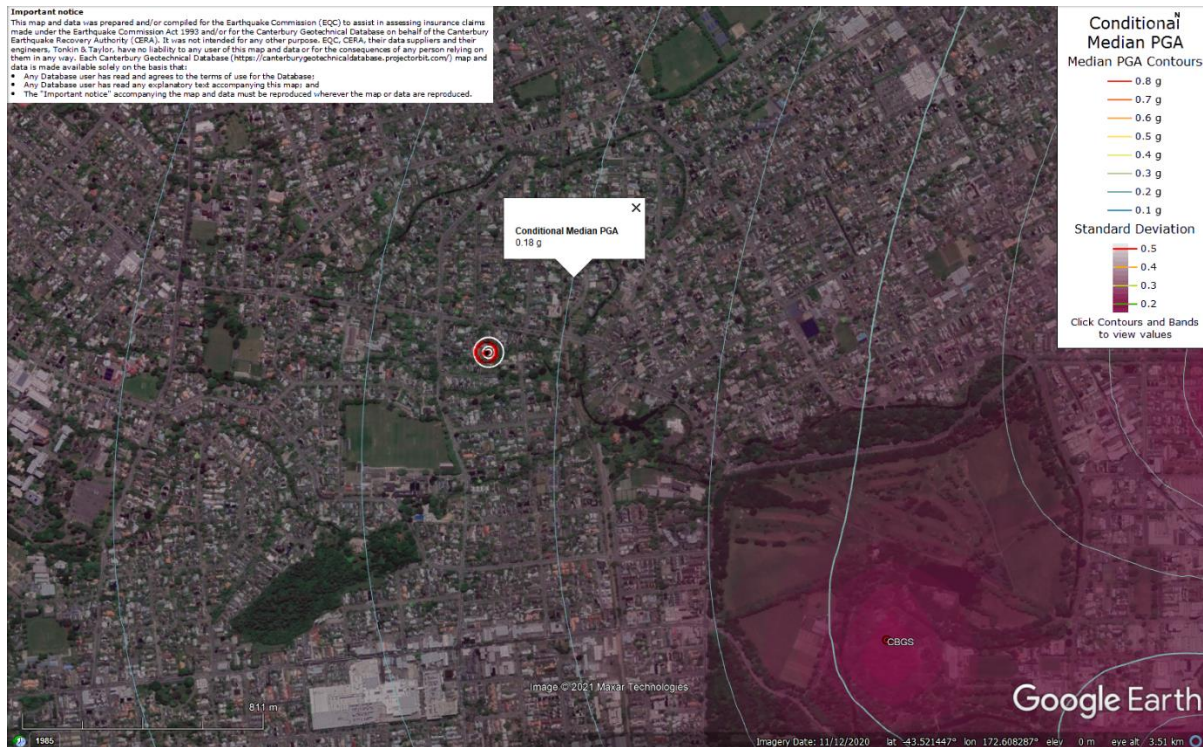 Important notice
This map and data was prepared and/or compiled for the Earthquake Commission (EQC) to assist in assessing insurance claims
made under the Earthquake Commission Act 1993 and/or for the Canterbury Geotechnical Database on behalf of the Canterbury
Earthquake Recovery Authority (CERA). It was not intended for any other purpose. EQC, CERA, their data suppliers and their
engineers, Tonkin & Taylor, have no liability to any user of this map and data or for the consequences of any person relying on
them in any way. Each Canterbury Geotechnical Database (https://canterburygeotechnicaldatabase.projectorbit.com/) map and
data is made available solely on the basis that:
• Any Database user has read and agrees to the terms of use for the Database;
• Any Database user has read any explanatory text accompanying this map; and
• The "Important notice" accompanying the map and data must be reproduced wherever the map or data are reproduced.
N
Conditional
Median PGA
Median PGA Contours
0.8 g
0.7 g
0.6 g
0.5 g
0.4 g
0.3 g
0.2 g
0.1 g
Standard Deviation
0.5
0.4
0.3
0.2
Click Contours and Bands
to view values
Conditional Median PGA
0.18 g
CBGS
Image © 2021 Maxar Technologies
Google Earth
811 m
1985
Imagery Date: 11/12/2020 lat -43.521447° lon 172.608287° elev 0 m eye alt 3.51 km